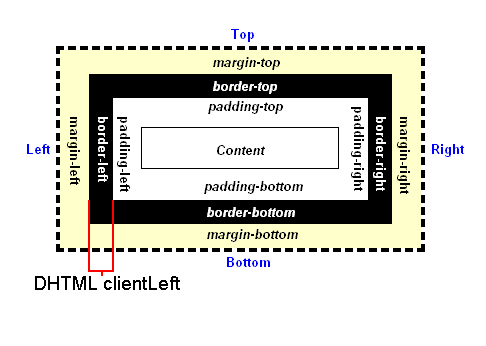 Top
margin-top
border-top
padding-top
Left
margin-left
border-left
padding-left
Content
padding-right
border-right
margin-right
Right
padding-bottom
border-bottom
margin-bottom
Bottom
DHTML clientLeft